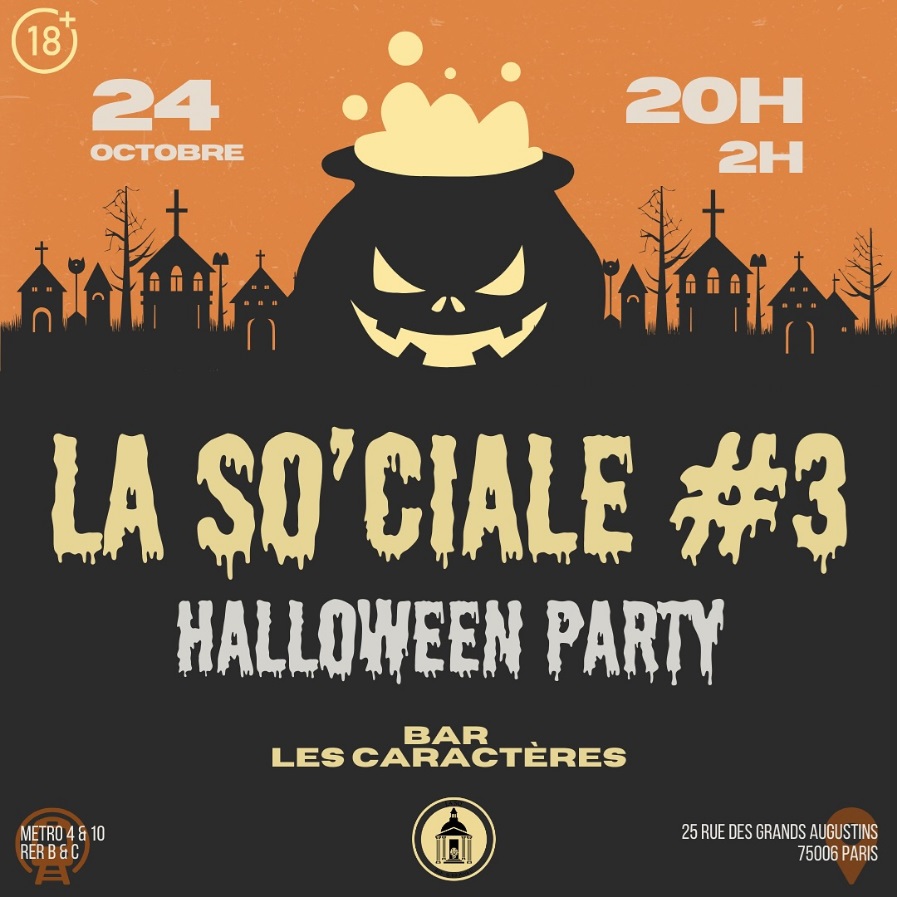 18+
24
OCTOBRE
20H
2H
LA SO'CIALE #3
HALLOWEEN PARTY
BAR
LES CARACTÈRES
METRO 4 & 10
RER B & C
25 RUE DES GRANDS AUGUSTINS
75006 PARIS